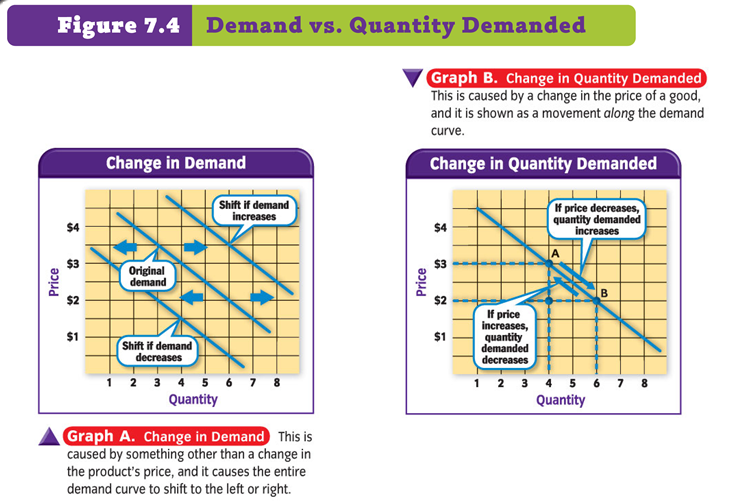 Figure 7.4 Demand vs. Quantity Demanded
Graph B. Change in Quantity Demanded
This is caused by a change in the price of a good,
and it is shown as a movement along the demand
curve.
Change in Demand
Shift if demand
increases
Original
demand
Shift if demand
decreases
$4
$3
$2
$1
Price
1 2 3 4 5 6 7 8
Quantity
Graph A. Change in Demand This is
caused by something other than a change in
the product's price, and it causes the entire
demand curve to shift to the left or right.
Change in Quantity Demanded
If price decreases,
quantity demanded
increases
A
B
If price
increases,
quantity
demanded
decreases
$4
$3
$2
$1
Price
1 2 3 4 5 6 7 8
Quantity